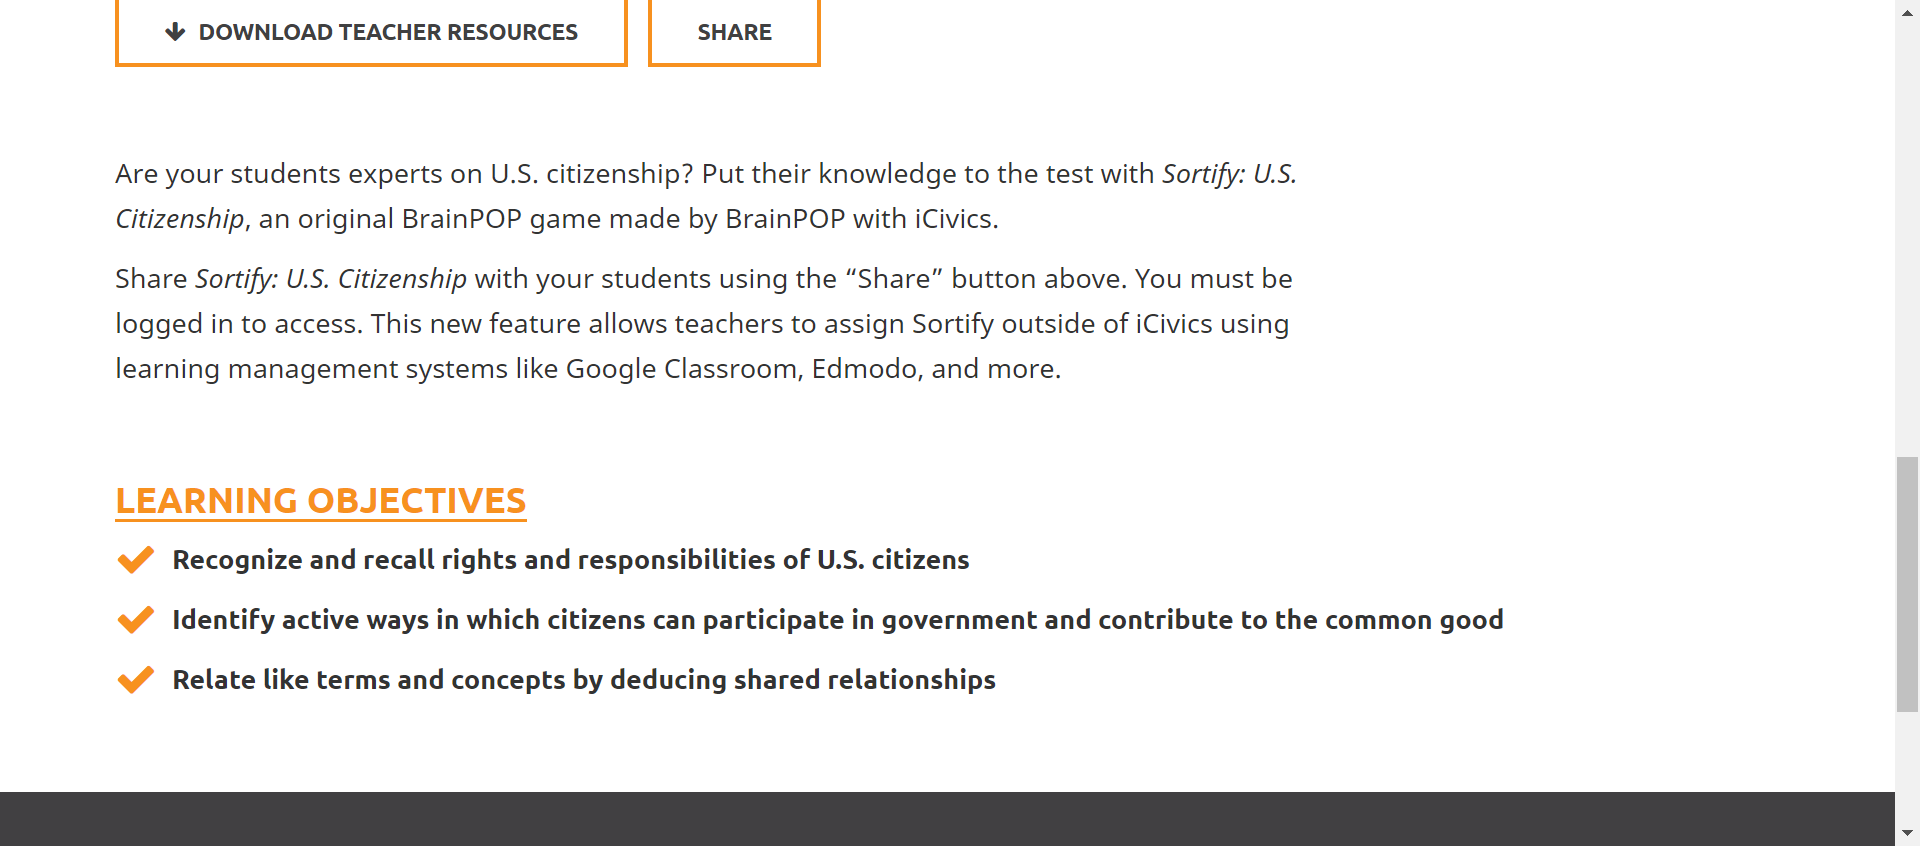 DOWNLOAD TEACHER RESOURCES SHARE
Are your students experts on U.S. citizenship? Put their knowledge to the test with Sortify: U.S.
Citizenship, an original BrainPOP game made by BrainPOP with iCivics.
Share Sortify: U.S. Citizenship with your students using the “Share” button above. You must be
logged in to access. This new feature allows teachers to assign Sortify outside of iCivics using
learning management systems like Google Classroom, Edmodo, and more.
LEARNING OBJECTIVES
Recognize and recall rights and responsibilities of U.S. citizens
Identify active ways in which citizens can participate in government and contribute to the common good
Relate like terms and concepts by deducing shared relationships